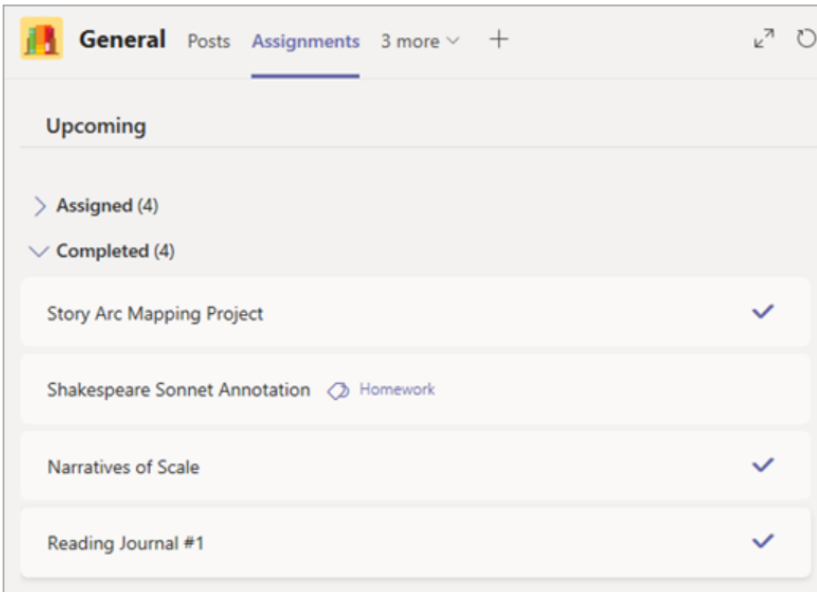 General Posts Assignments 3 more
Upcoming
Assigned (4)
Completed (4)
Story Arc Mapping Project
Shakespeare Sonnet Annotation Homework
Narratives of Scale
Reading Journal #1